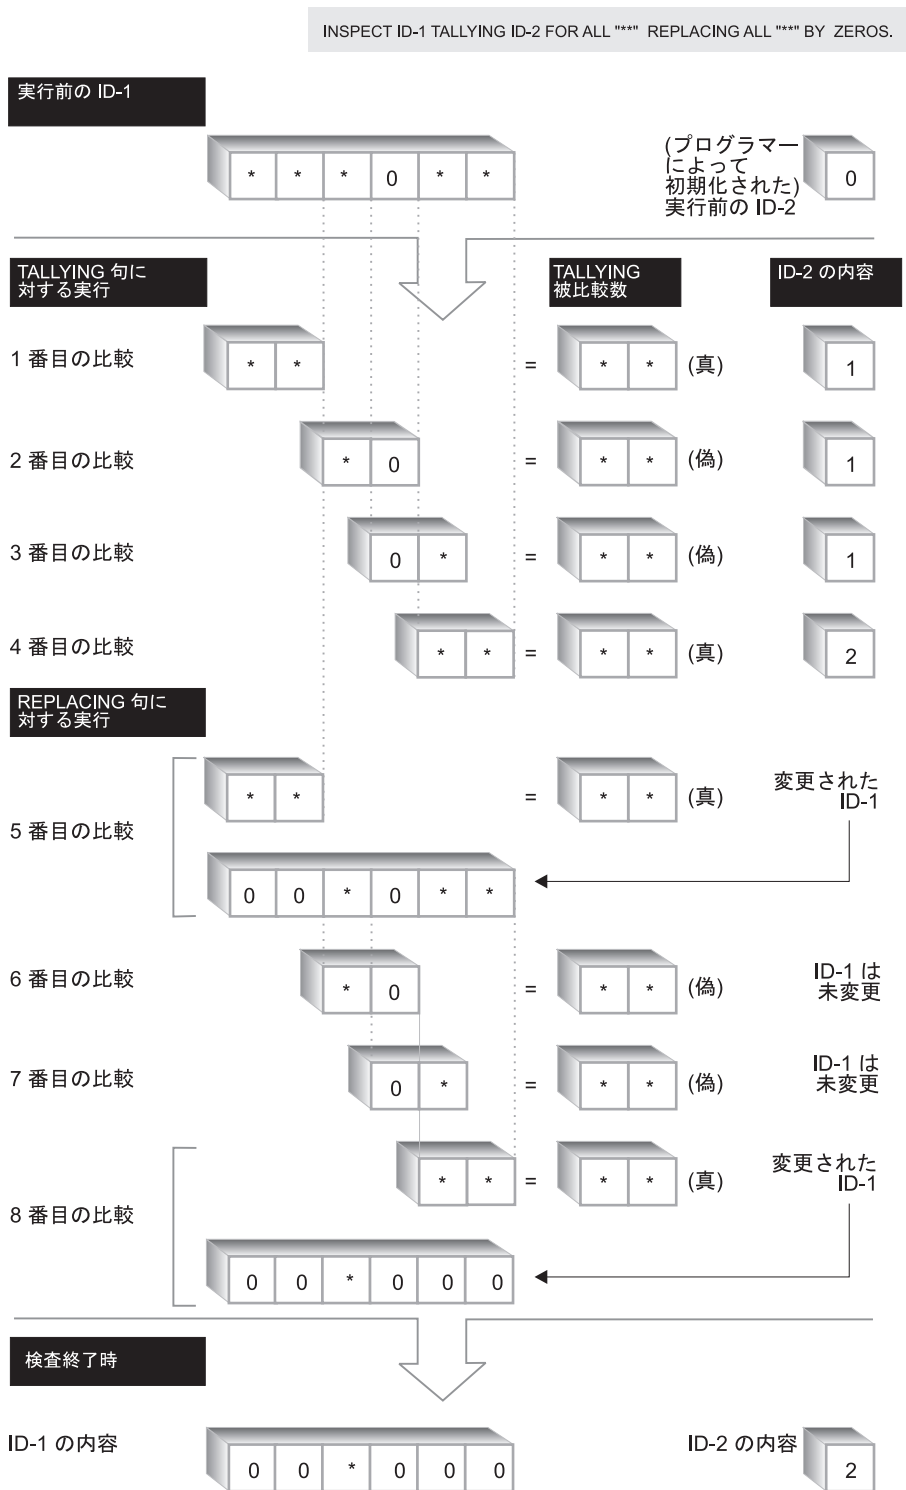 INSPECT ID-1 TALLYING ID-2 FOR ALL "**" REPLACING ALL "**" BY ZEROS.
実行前の ID-1
* * * 0 * *
(プログラマー
によって
初期化された)
実行前の ID-2
0
TALLYING 句に
対する実行
TALLYING
被比較数
ID-2 の内容
1 番目の比較
* * = * * (真) 1
2 番目の比較
* 0 = * * (偽) 1
3 番目の比較
0 * = * * (偽) 1
4 番目の比較
* * = * * (真) 2
REPLACING 句に
対する実行
5 番目の比較
* * = * * (真)
変更された
ID-1
0 0 * 0 * *
6 番目の比較
* 0 = * * (偽)
ID-1 は
未変更
7 番目の比較
0 * = * * (偽)
ID-1 は
未変更
8 番目の比較
* * = * * (真)
変更された
ID-1
0 0 * 0 0 0
検査終了時
ID-1 の内容
0 0 * 0 0 0
ID-2 の内容
2